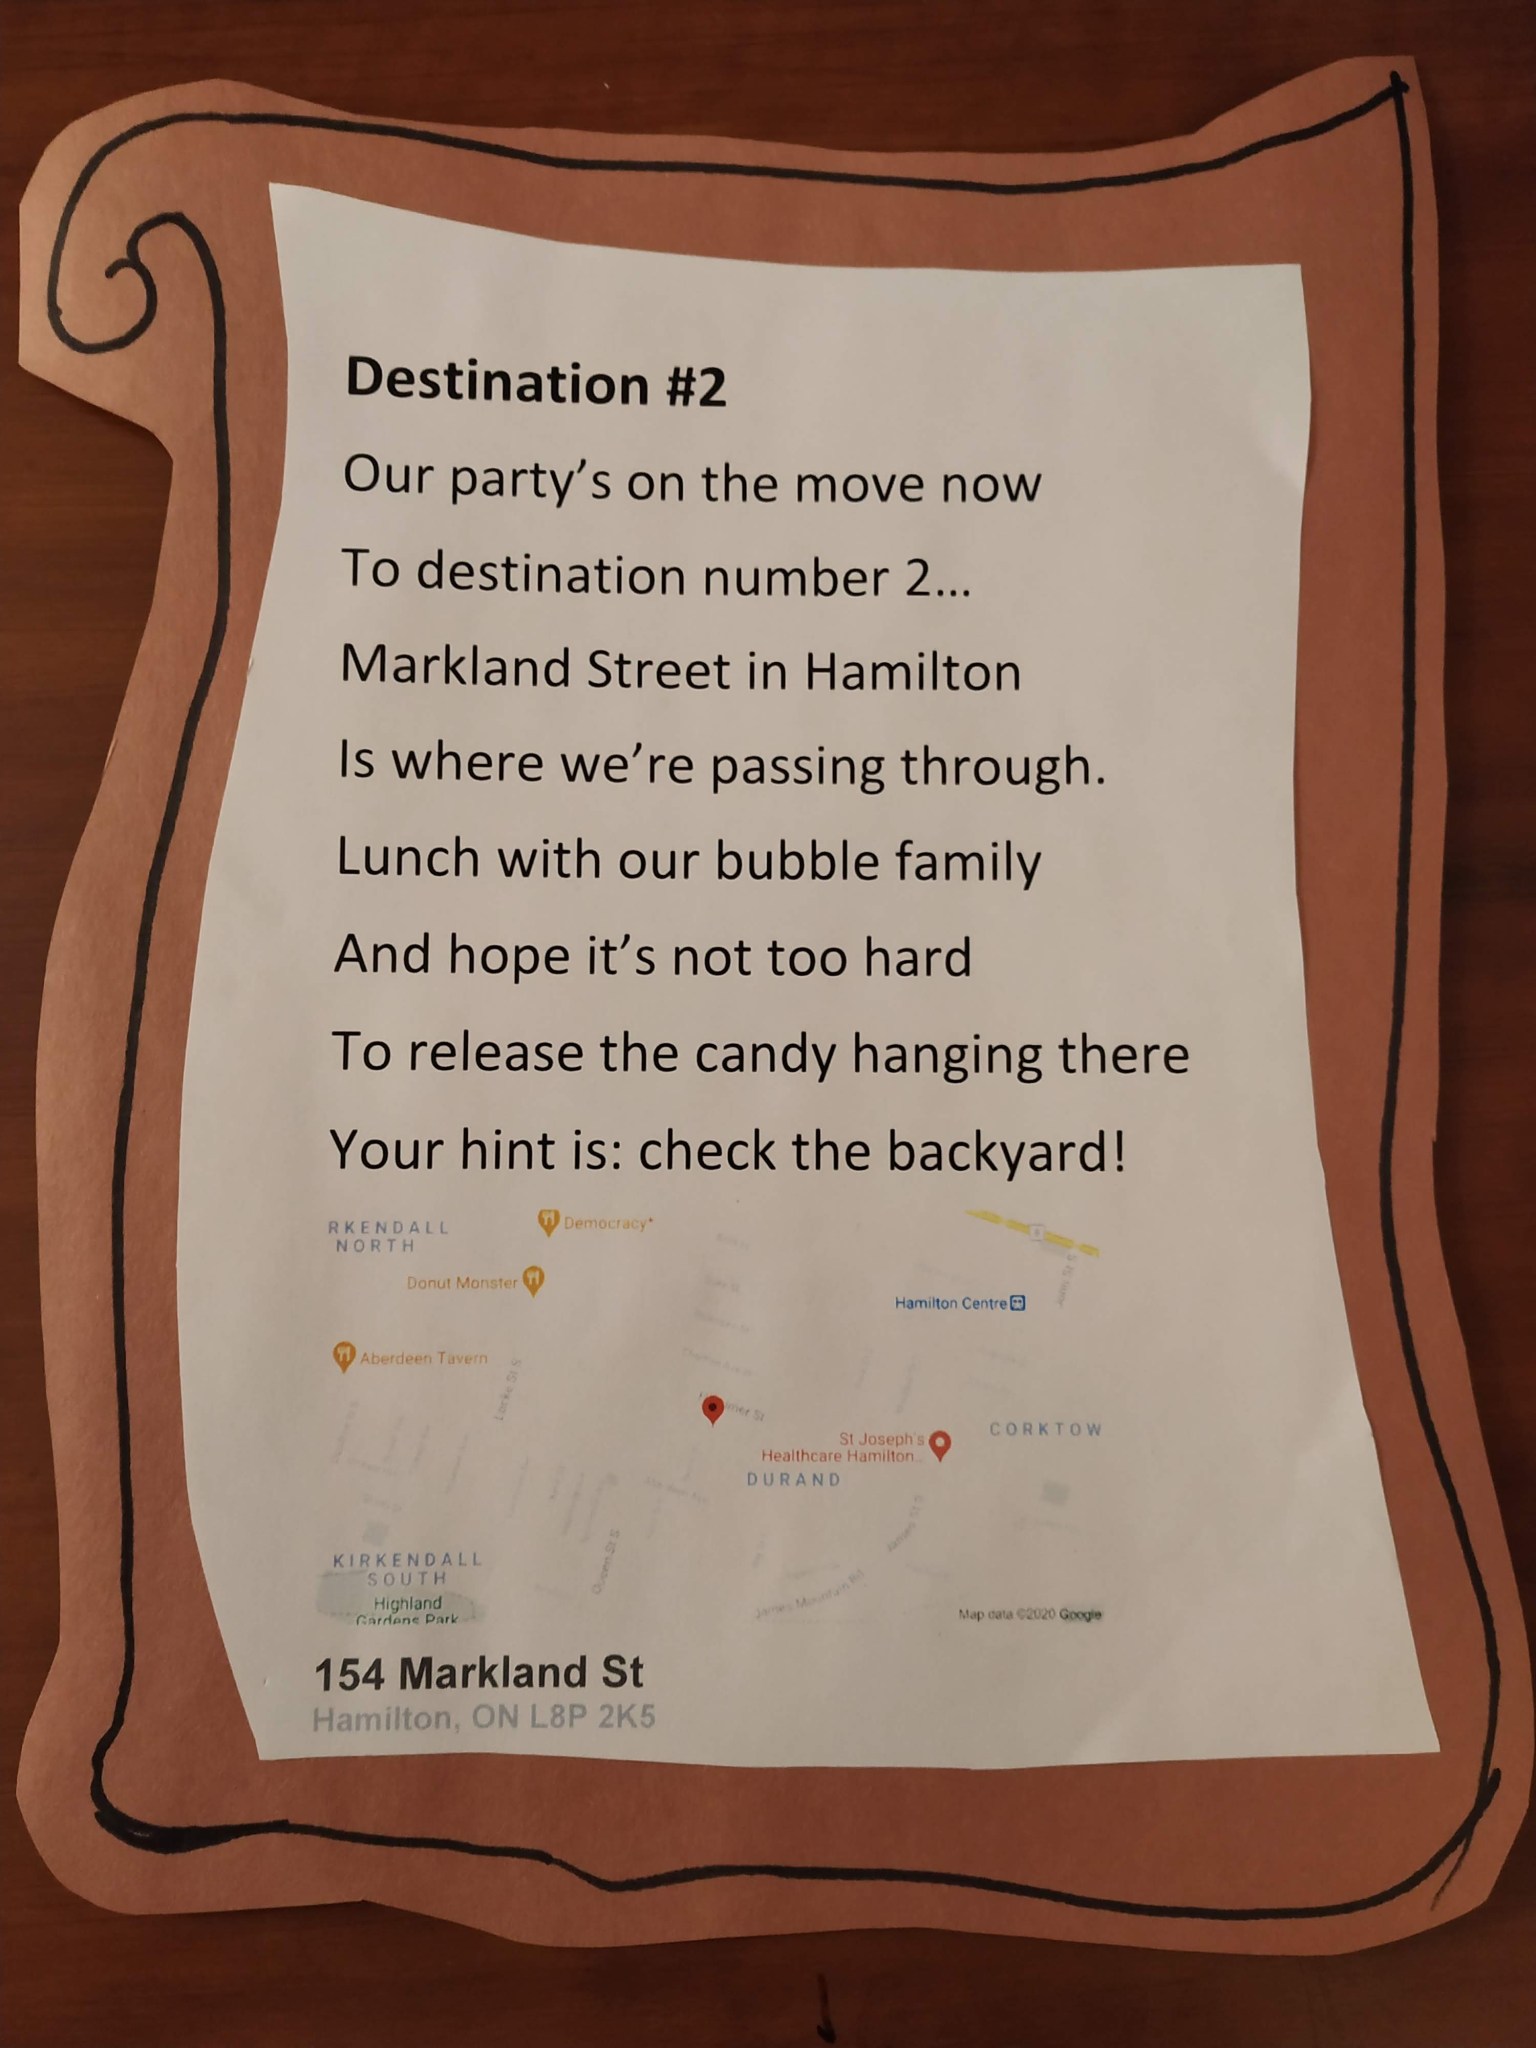 Destination #2
Our party's on the move now
To destination number 2...
Markland Street in Hamilton
Is where we're passing through.
Lunch with our bubble family
And hope it's not too hard
To release the candy hanging there
Your hint is: check the backyard!
RKENDALL
NORTH
Democracy*
Donut Monster
Hamilton Centre
Aberdeen Tavern
Locke St S
mer St
St Joseph's
Healthcare Hamilton...
CORKTOW
DURAND
KIRKENDALL
SOUTH
Highland
Gardens Park
Queen St S
James Mountain Rd
Map data ©2020 Google
154 Markland St
Hamilton, ON L8P 2K5